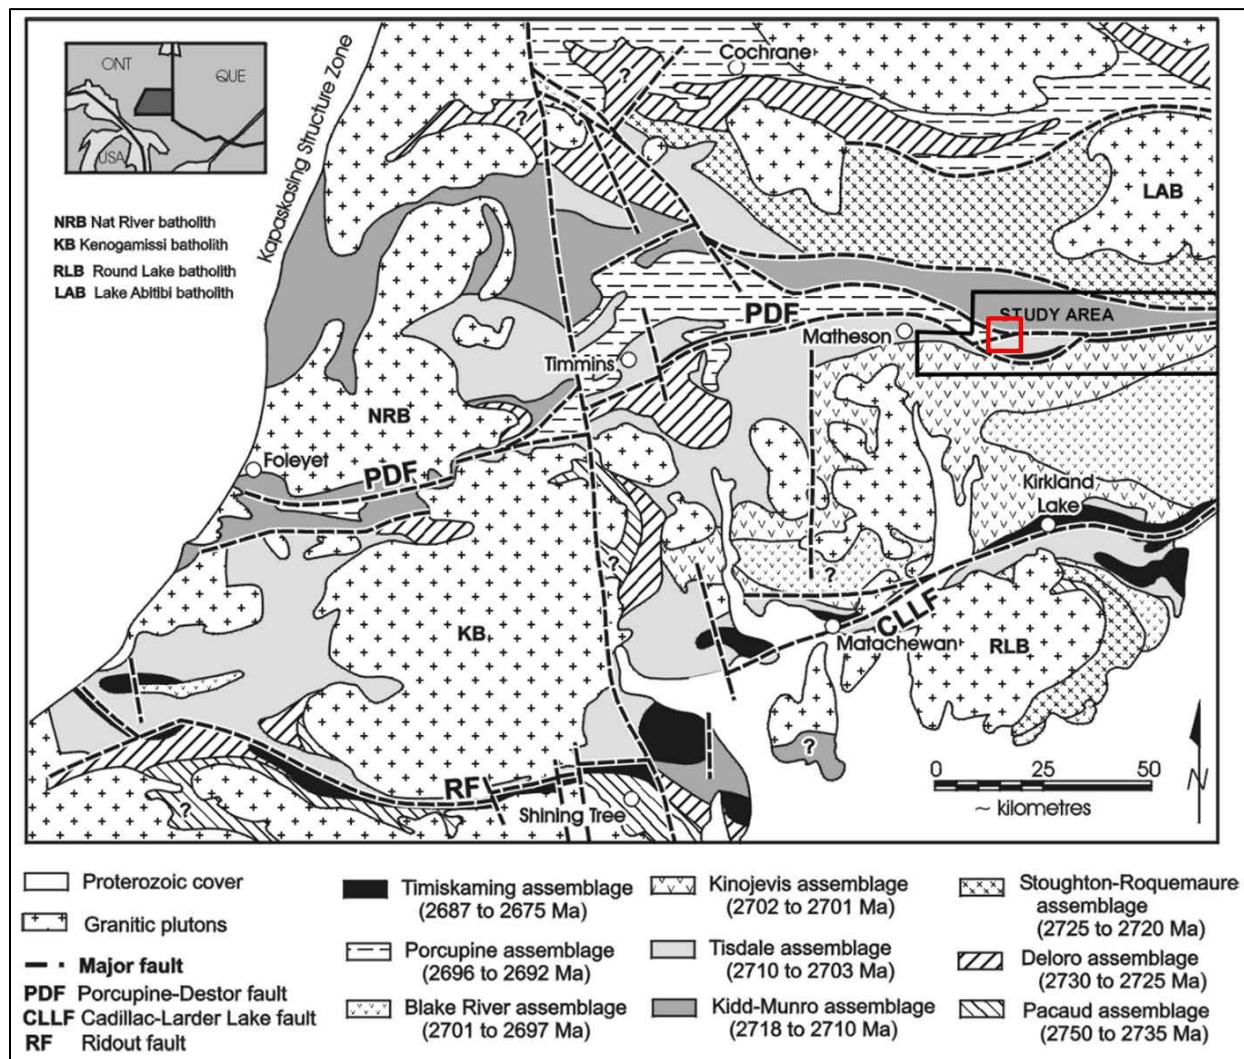 ONT
QUE
USA
Kapaskasing Structure Zone
Cochrane
?
?
LAB
NRB Nat River batholith
KB Kenogamissi batholith
RLB Round Lake batholith
LAB Lake Abitibi batholith
PDF
STUDY AREA
Matheson
Timmins
NRB
Foleyet
PDF
Kirkland
Lake
?
?
KB
CLLF
Matachewan
RLB
?
RF
Shining Tree
?
0 25 50
~ kilometres
N
Proterozoic cover
Granitic plutons
Major fault
PDF Porcupine-Destor fault
CLLF Cadillac-Larder Lake fault
RF Ridout fault
Timiskaming assemblage
(2687 to 2675 Ma)
Porcupine assemblage
(2696 to 2692 Ma)
Blake River assemblage
(2701 to 2697 Ma)
Kinojevis assemblage
(2702 to 2701 Ma)
Tisdale assemblage
(2710 to 2703 Ma)
Kidd-Munro assemblage
(2718 to 2710 Ma)
Stoughton-Roquemaure
assemblage
(2725 to 2720 Ma)
Deloro assemblage
(2730 to 2725 Ma)
Pacaud assemblage
(2750 to 2735 Ma)